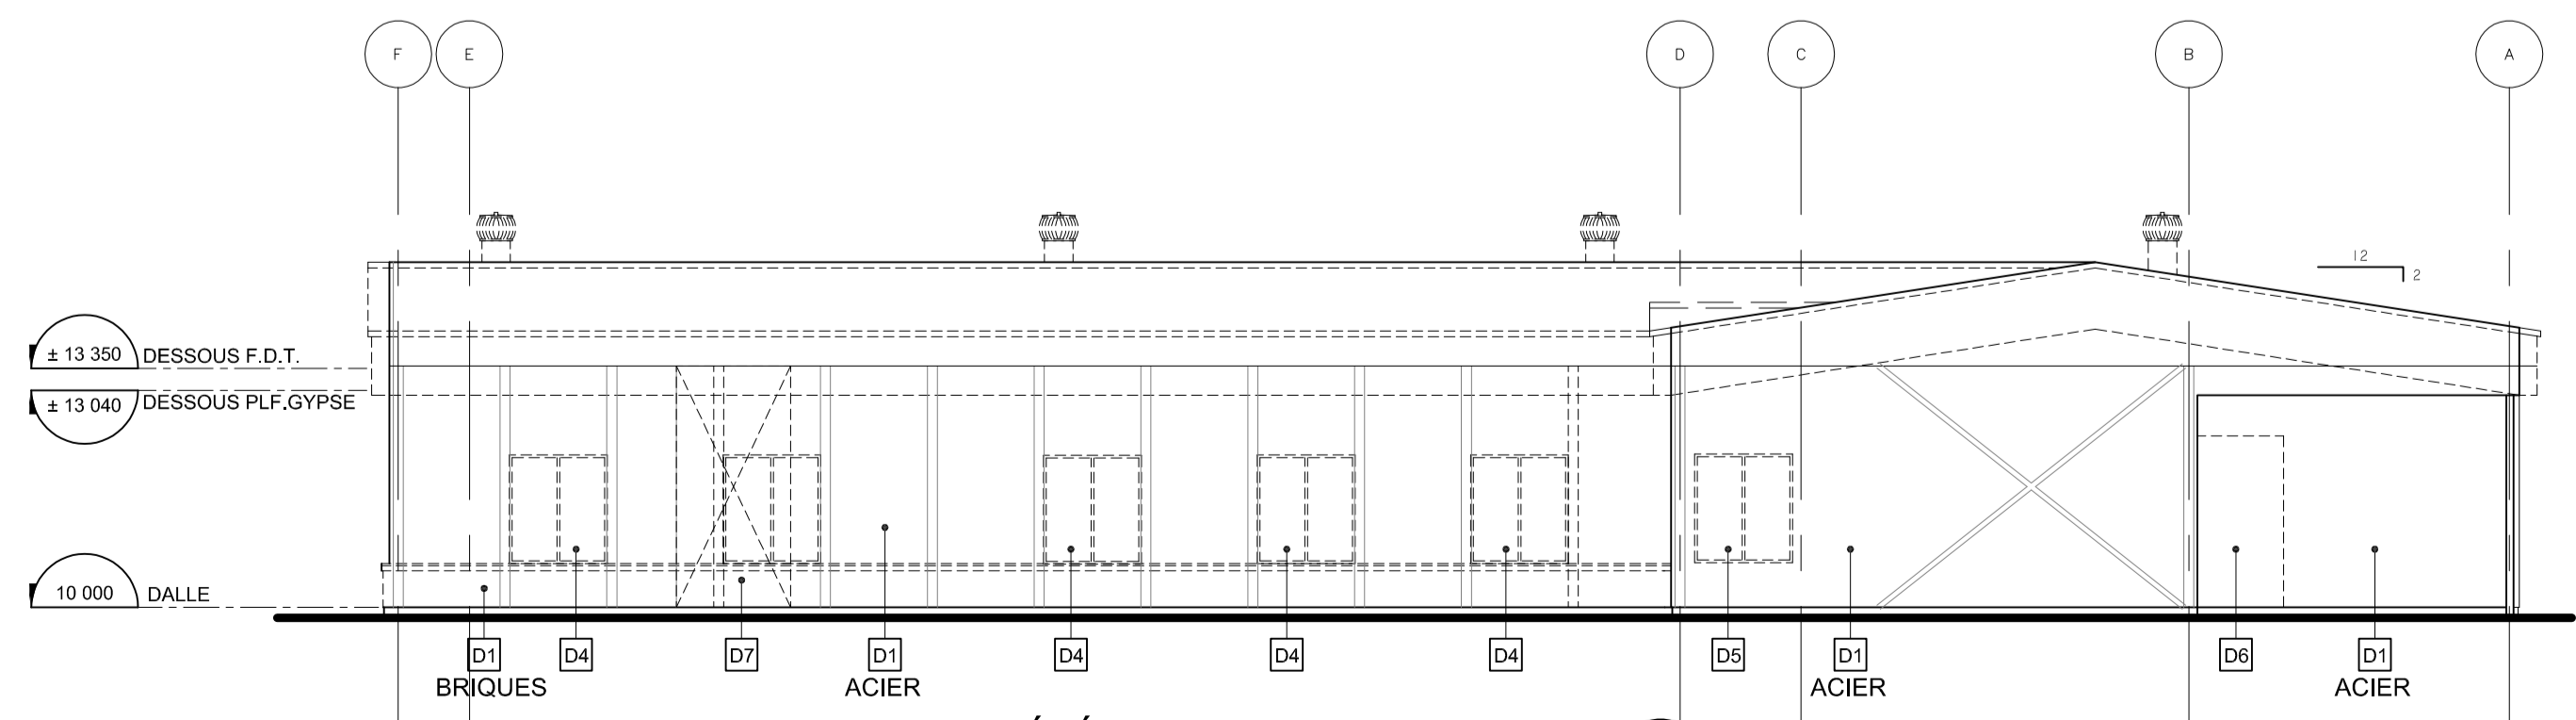 F E D C B A
12
2
± 13 350 DESSOUS F.D.T.
± 13 040 DESSOUS PLF.GYPSE
10 000 DALLE
D1 D4 D7 D1 D4 D4 D4 D5 D1 D6 D1
BRIQUES ACIER ACIER ACIER